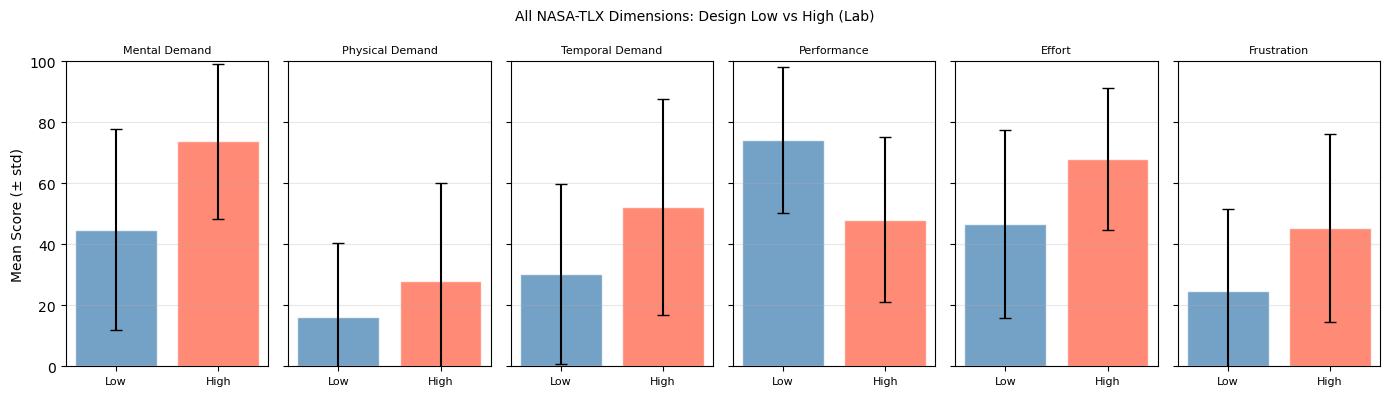 All NASA-TLX Dimensions: Design Low vs High (Lab)
Mental Demand
Physical Demand
Temporal Demand
Performance
Effort
Frustration
Mean Score (± std)
100
80
60
40
20
0
Low High
Low High
Low High
Low High
Low High
Low High